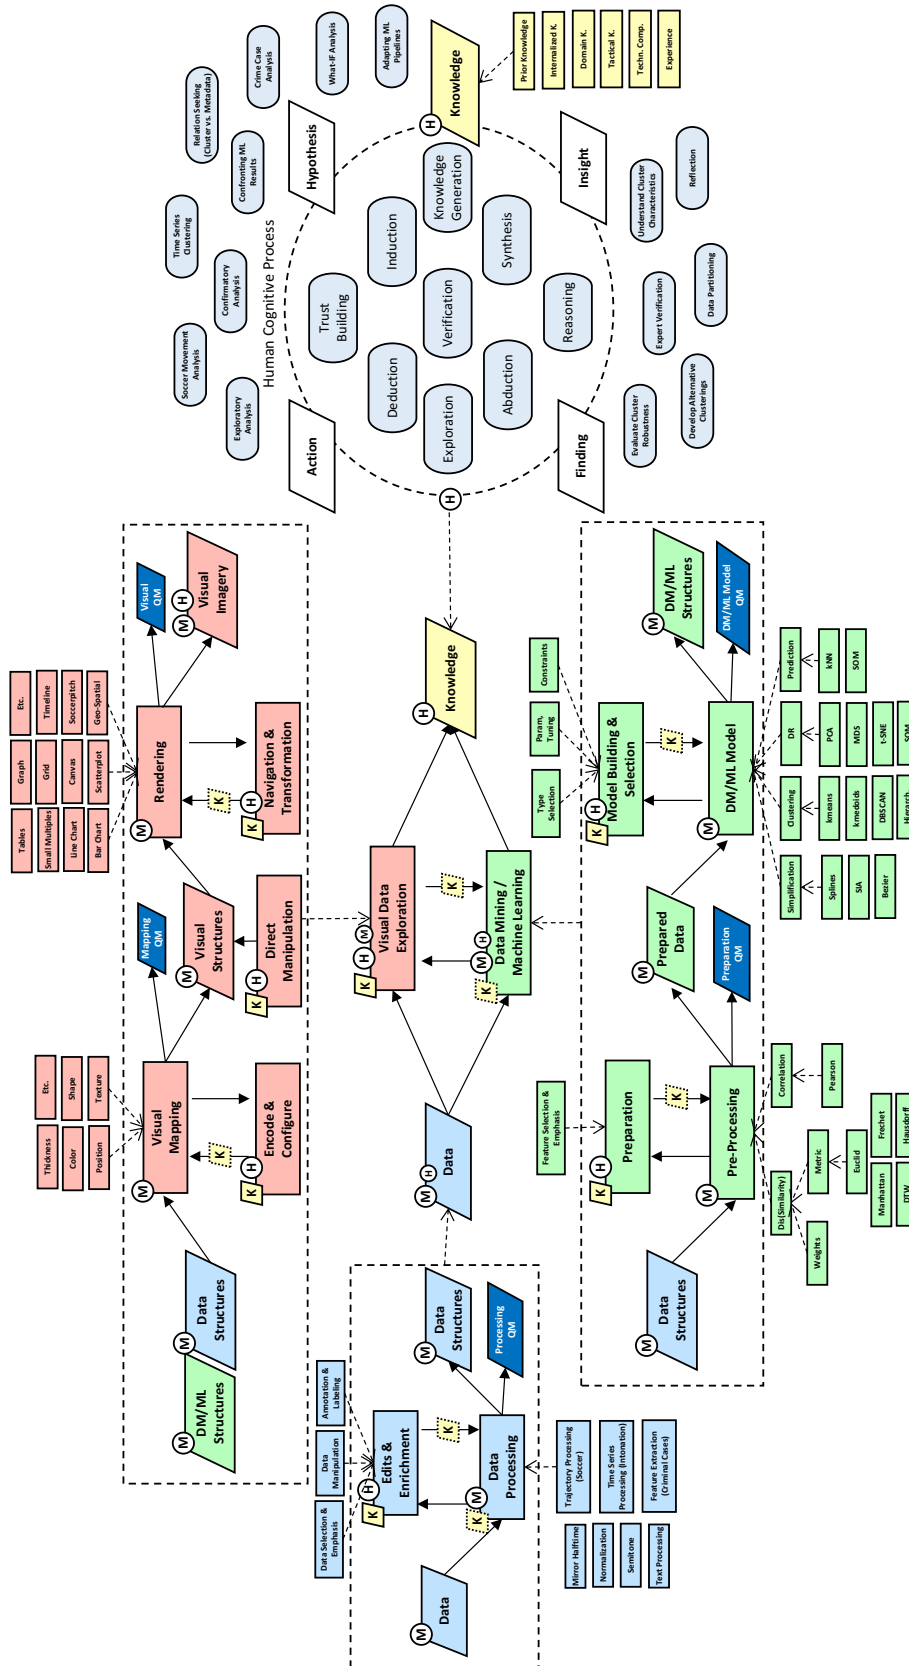 Tables
Graph
Etc.
Small Multiples
Grid
Timeline
Line Chart
Canvas
Soccerpitch
Bar Chart
Scatterplot
Geo-Spatial
Thickness
Etc.
Color
Shape
Position
Texture
M
DM/ML
Structures
M
Data
Structures
M
Visual
Mapping
K
K
H
Encode &
Configure
Mapping
QM
M
Visual
Structures
K
H
Direct
Manipulation
M
Rendering
K
K
H
Navigation &
Transformation
Visual
QM
M
H
Visual
Imagery
Data Selection &
Emphasis
Data
Manipulation
Annotation &
Labeling
K
H
Edits &
Enrichment
K
K
M
Data
Processing
M
Data
M
Data
Structures
Processing
QM
Mirror Halftime
Normalization
Semitone
Text Processing
Trajectory Processing
(Soccer)
Time Series
Processing (Intonation)
Feature Extraction
(Criminal Cases)
M
H
Data
K
H
M
Visual Data
Exploration
K
K
M
H
Data Mining /
Machine Learning
H
Knowledge
Feature Selection &
Emphasis
K
H
Preparation
K
M
Pre-Processing
M
Data
Structures
M
Prepared
Data
Preparation
QM
Type
Selection
Param.
Tuning
Constraints
K
H
Model Building &
Selection
K
M
DM/ML Model
M
DM/ML
Structures
DM/ML Model
QM
Dis(Similarity)
Correlation
Weights
Metric
Pearson
Euclid
Manhattan
Frechet
DTW
Hausdorff
Simplification
Clustering
DR
Prediction
Splines
kmeans
PCA
kNN
SIA
kmedoids
MDS
SOM
Bezier
DBSCAN
t-SNE
Hierarch
SOM
Soccer Movement
Analysis
Time Series
Clustering
Relation Seeking
(Cluster vs. Metadata)
Crime Case
Analysis
Exploratory
Analysis
Confirmatory
Analysis
Confronting ML
Results
What-IF Analysis
Adapting ML
Pipelines
Human Cognitive Process
Action
Hypothesis
Trust
Building
Deduction
Induction
Exploration
Verification
Knowledge
Generation
Abduction
Synthesis
Reasoning
H
H
Knowledge
Finding
Insight
Prior Knowledge
Internalized K.
Domain K.
Tactical K.
Techn. Comp.
Experience
Evaluate Cluster
Robustness
Expert Verification
Understand Cluster
Characteristics
Develop Alternative
Clusterings
Data Partitioning
Reflection